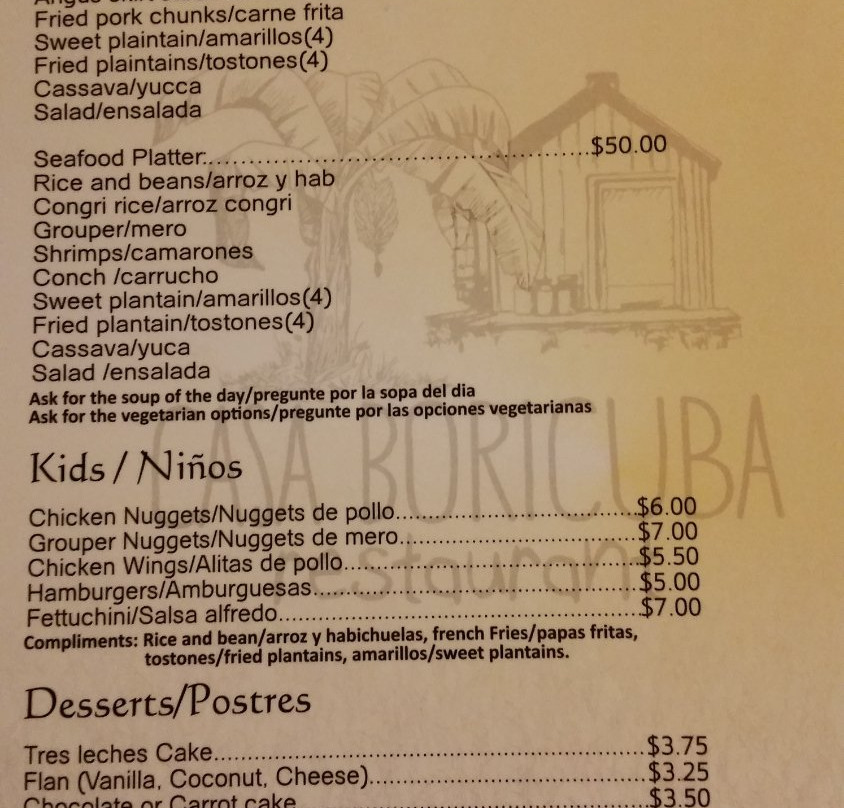 Fried pork chunks/carne frita
Sweet plaintain/amarillos(4)
Fried plaintains/tostones(4)
Cassava/yucca
Salad/ensalada
Seafood Platter:..............................................$50.00
Rice and beans/arroz y hab
Congri rice/arroz congri
Grouper/mero
Shrimps/camarones
Conch /carrucho
Sweet plantain/amarillos(4)
Fried plantain/tostones(4)
Cassava/yuca
Salad /ensalada
Ask for the soup of the day/pregunte por la sopa del dia
Ask for the vegetarian options/pregunte por las opciones vegetarianas
CASA BORICUBA
restaurant
Kids / Niños
Chicken Nuggets/Nuggets de pollo..............................$6.00
Grouper Nuggets/Nuggets de mero..............................$7.00
Chicken Wings/Alitas de pollo.....................................$5.50
Hamburgers/Amburguesas.........................................$5.00
Fettuchini/Salsa alfredo..............................................$7.00
Compliments: Rice and bean/arroz y habichuelas, french Fries/papas fritas,
tostones/fried plantains, amarillos/sweet plantains.
Desserts/Postres
Tres leches Cake.......................................................$3.75
Flan (Vanilla, Coconut, Cheese)...................................$3.25
Chocolate or Carrot cake............................................$3.50